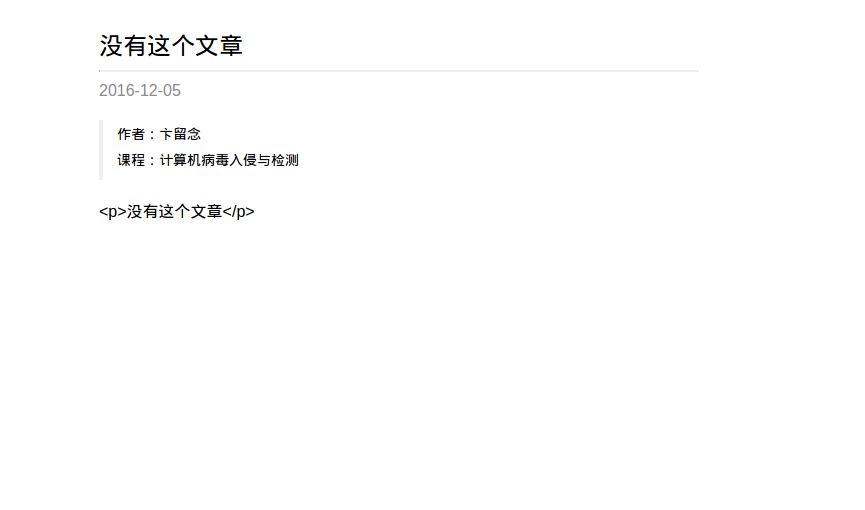 没有这个文章
2016-12-05
作者：卞留念
课程：计算机病毒入侵与检测
<p>没有这个文章</p>